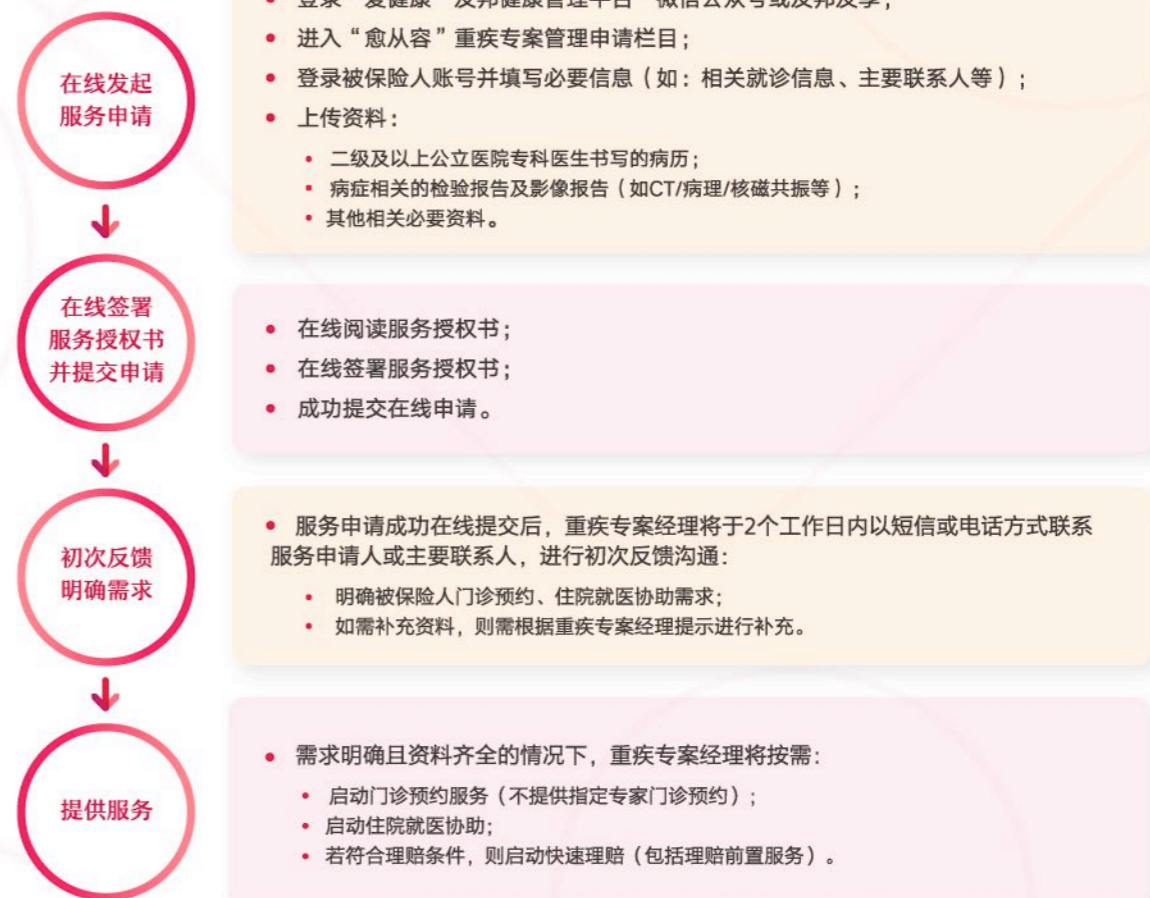 在线发起
服务申请
进入“愈从容”重疾专案管理申请栏目；
登录被保险人账号并填写必要信息（如：相关就诊信息、主要联系人等）；
上传资料：
二级及以上公立医院专科医生书写的病历；
病症相关的检验报告及影像报告（如CT/病理/核磁共振等）；
其他相关必要资料。
在线签署
服务授权书
并提交申请
在线阅读服务授权书；
在线签署服务授权书；
成功提交在线申请。
初次反馈
明确需求
服务申请成功在线提交后，重疾专案经理将于2个工作日内以短信或电话方式联系
服务申请人或主要联系人，进行初次反馈沟通：
明确被保险人门诊预约、住院就医协助需求；
如需补充资料，则需根据重疾专案经理提示进行补充。
提供服务
需求明确且资料齐全的情况下，重疾专案经理将按需：
启动门诊预约服务（不提供指定专家门诊预约）；
启动住院就医协助；
若符合理赔条件，则启动快速理赔（包括理赔前置服务）。